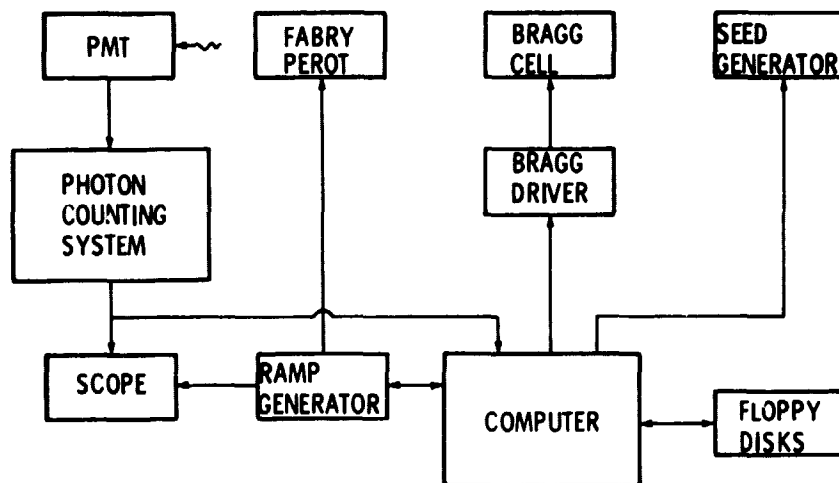 PMT
FABRY
PEROT
BRAGG
CELL
SEED
GENERATOR
PHOTON
COUNTING
SYSTEM
BRAGG
DRIVER
SCOPE
RAMP
GENERATOR
COMPUTER
FLOPPY
DISKS